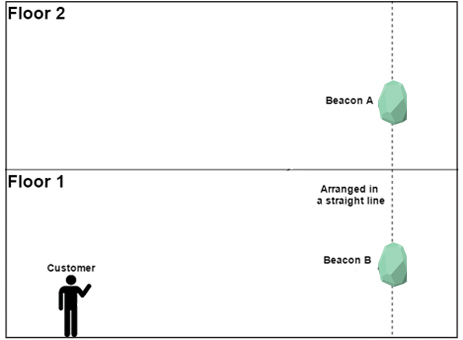 Floor 2
Beacon A
Floor 1
Arranged in
a straight line
Beacon B
Customer